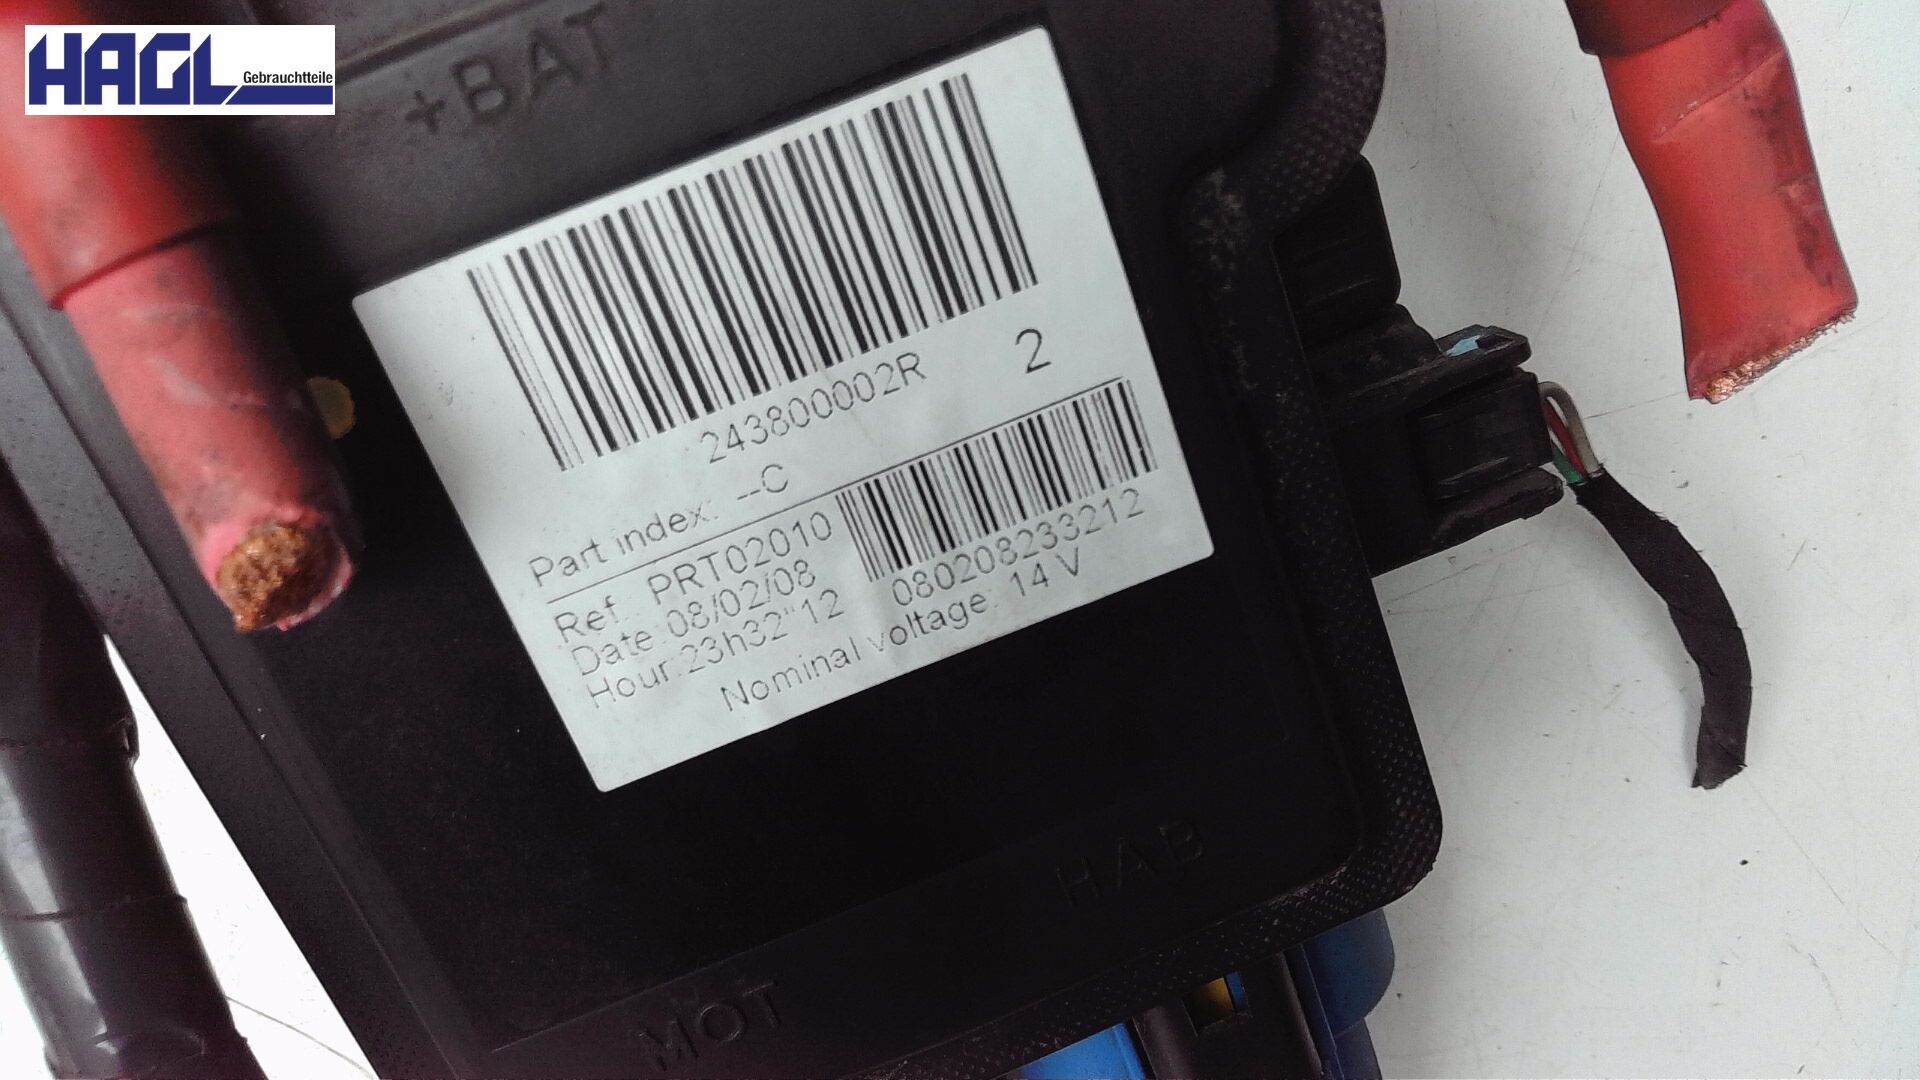 HAGL
Gebrauchtteile
+BAT
243800002R
2
Part index: --C
Ref.: PRT02010
Date:08/02/08
Hour:23h32"12
080208233212
Nominal voltage: 14 V
HAB
MOT